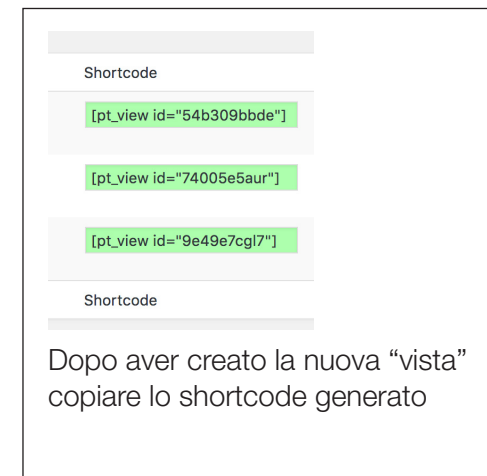 Shortcode
[pt_view id="54b309bbde"]
[pt_view id="74005e5aur"]
[pt_view id="9e49e7cgl7"]
Shortcode
Dopo aver creato la nuova “vista”
copiare lo shortcode generato